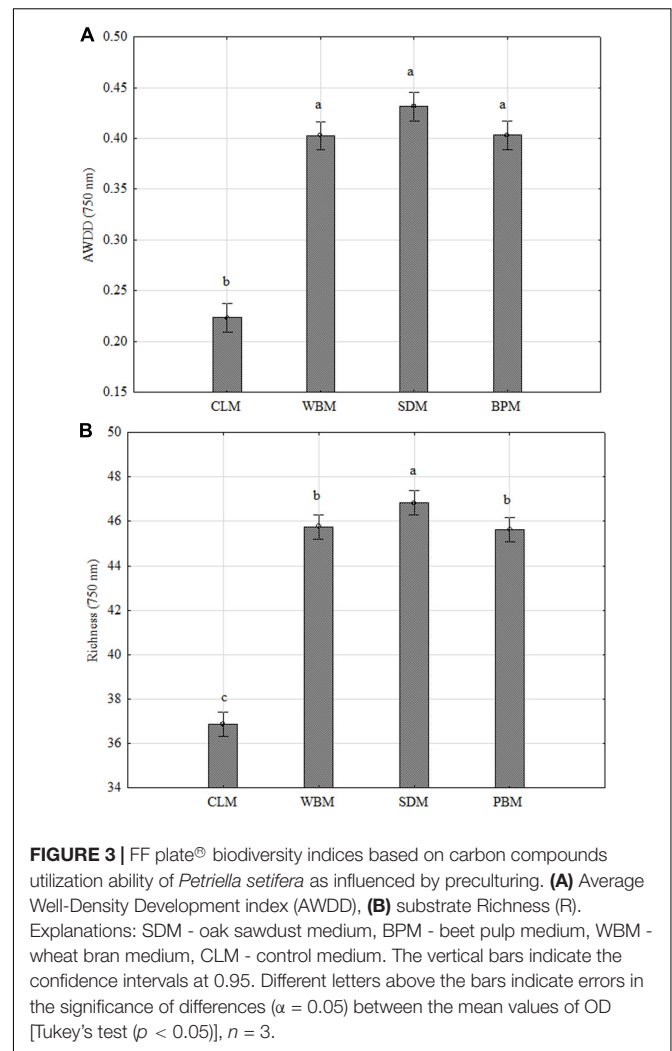 A
0.50
0.45
0.40
0.35
0.30
0.25
0.20
0.15
AWDD (750 nm)
b
a
a
a
CLM WBM SDM BPM
B
50
48
46
44
42
40
38
36
34
Richness (750 nm)
c
b
a
b
CLM WBM SDM PBM
FIGURE 3 | FF plate® biodiversity indices based on carbon compounds
utilization ability of Petriella setifera as influenced by preculturing. (A) Average
Well-Density Development index (AWDD), (B) substrate Richness (R).
Explanations: SDM - oak sawdust medium, BPM - beet pulp medium, WBM -
wheat bran medium, CLM - control medium. The vertical bars indicate the
confidence intervals at 0.95. Different letters above the bars indicate errors in
the significance of differences (α = 0.05) between the mean values of OD
[Tukey's test (p < 0.05)], n = 3.